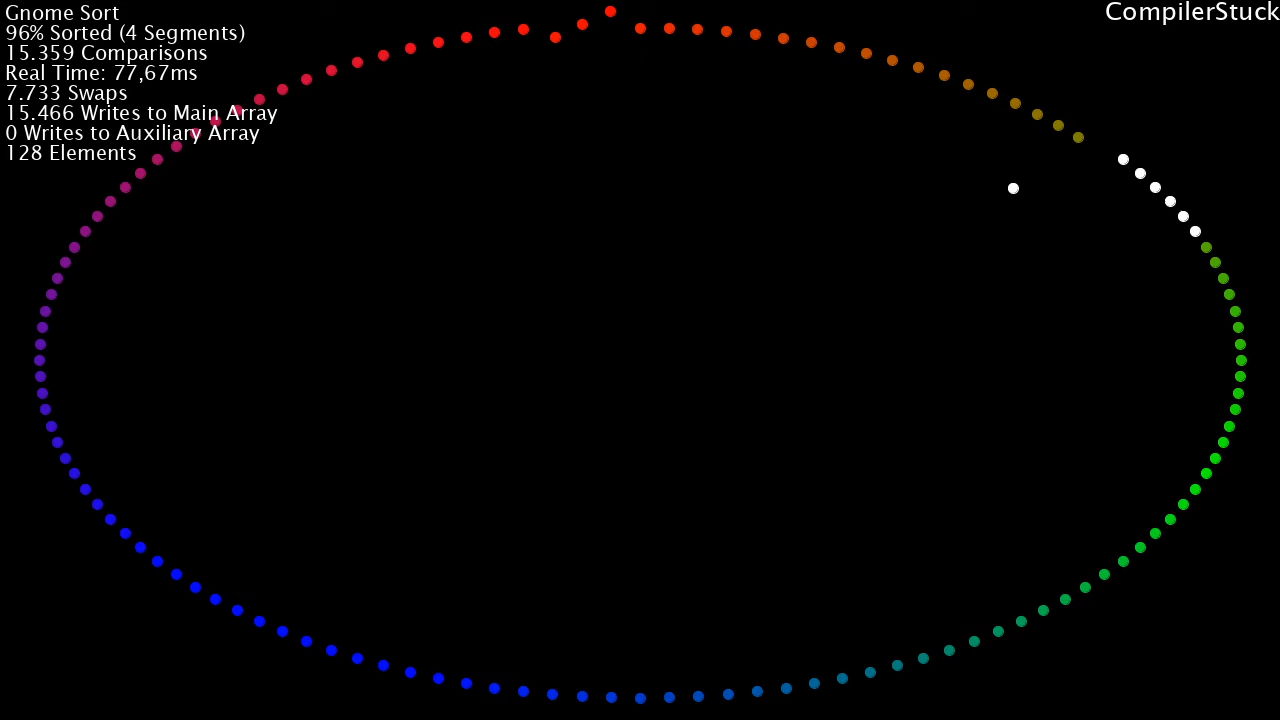 Gnome Sort
CompilerStuck
96% Sorted (4 Segments)
15.359 Comparisons
Real Time: 77,67ms
7.733 Swaps
15.466 Writes to Main Array
0 Writes to Auxiliary Array
128 Elements